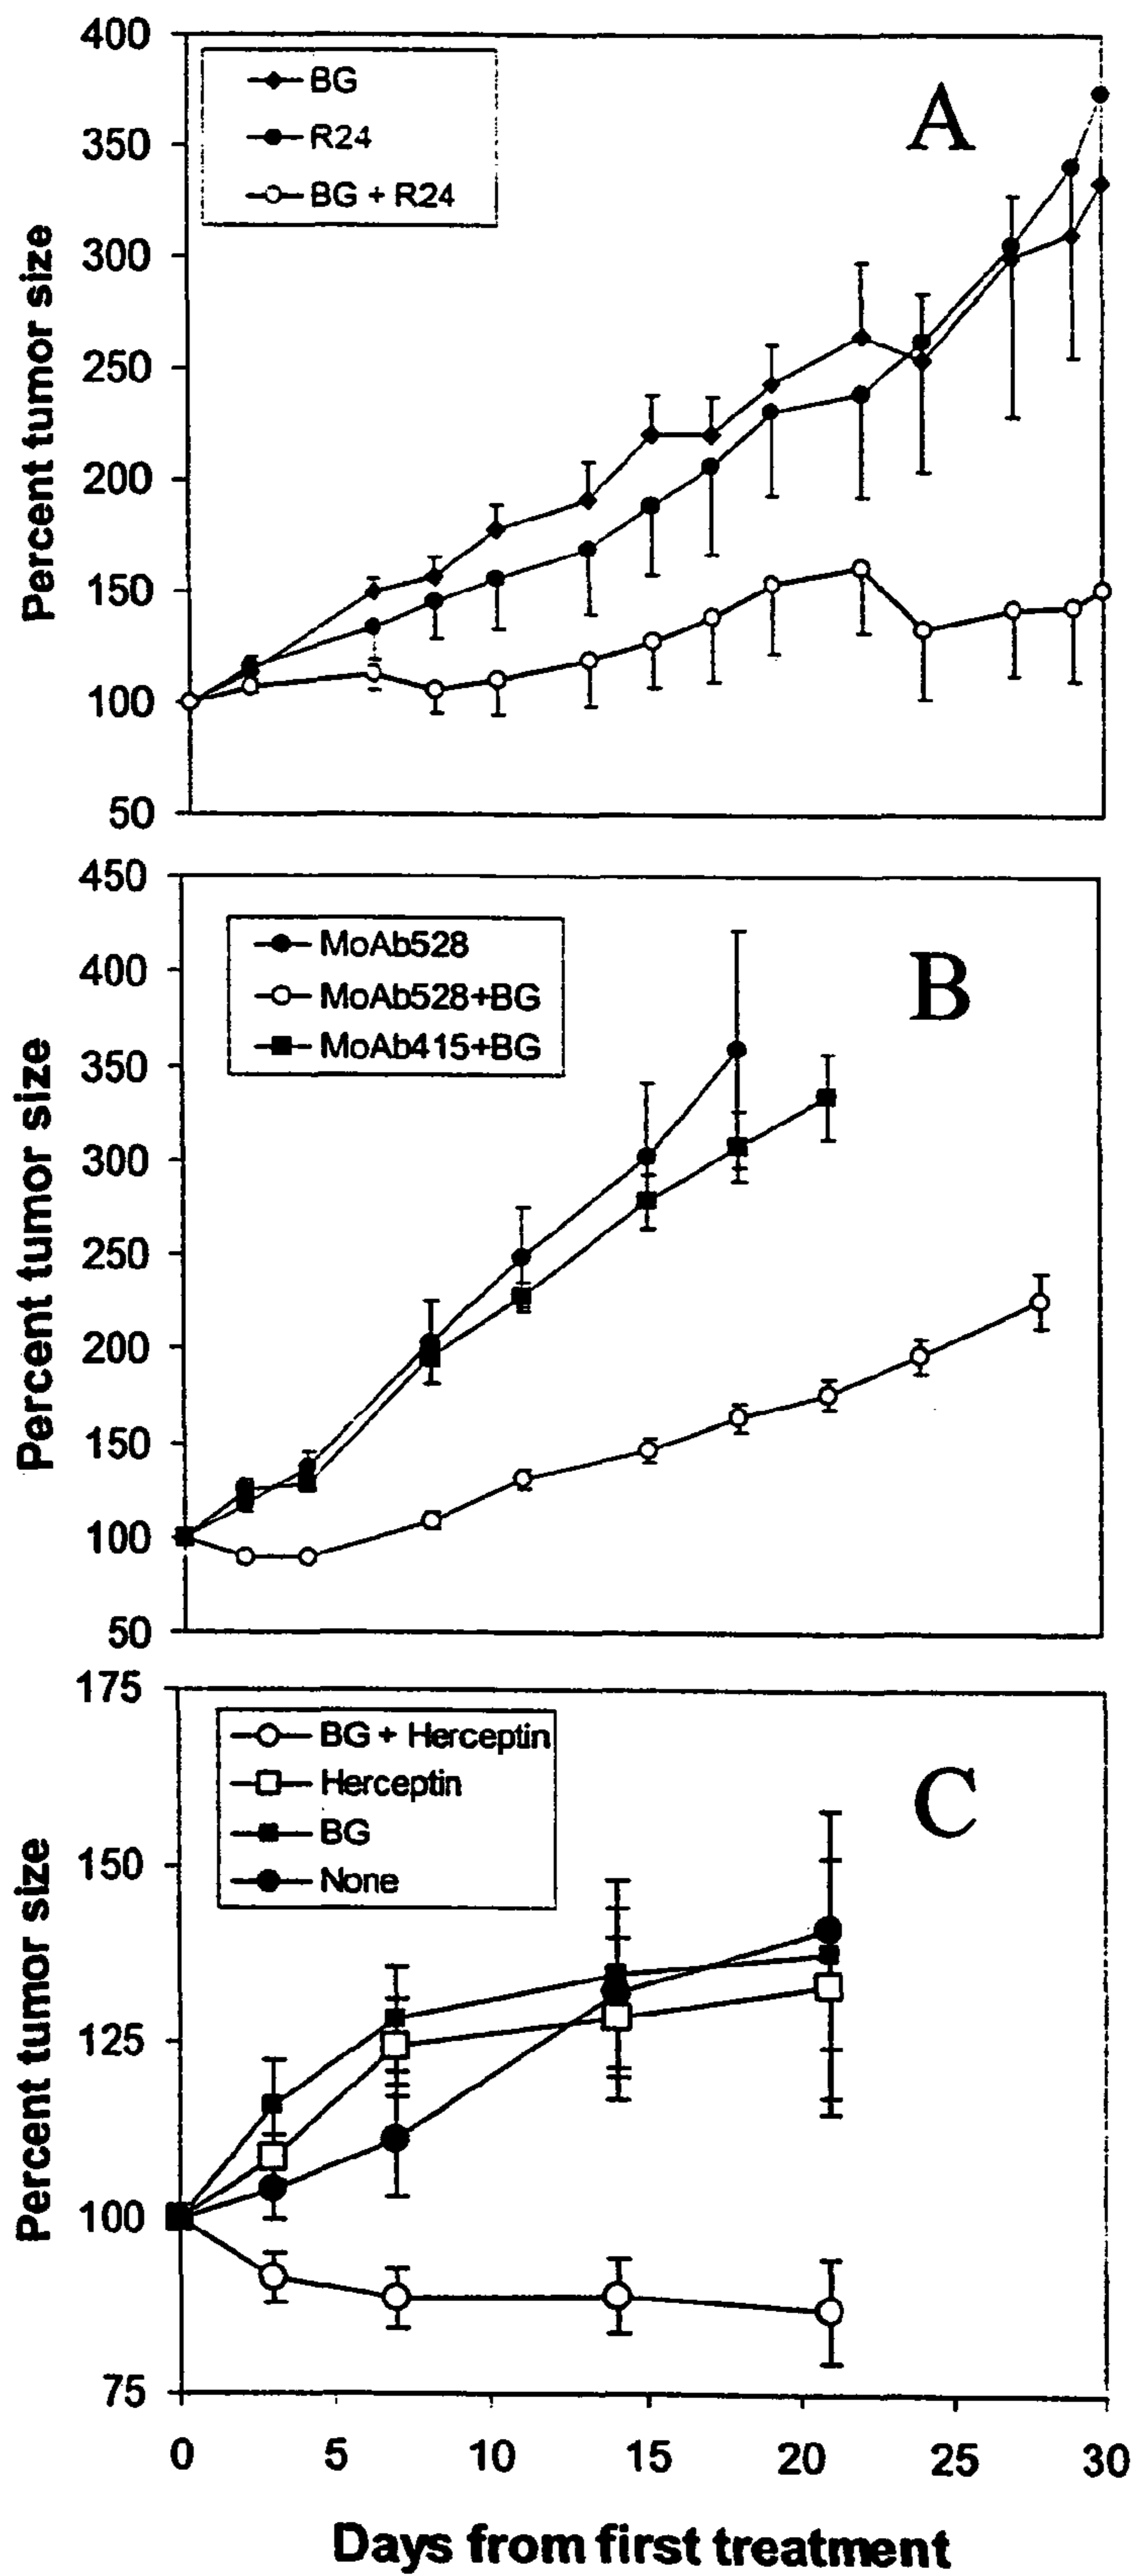 400
350
300
250
200
150
100
50
Percent tumor size
BG
R24
BG + R24
A
450
400
350
300
250
200
150
100
50
Percent tumor size
MoAb528
MoAb528+BG
MoAb415+BG
B
175
150
125
100
75
Percent tumor size
BG + Herceptin
Herceptin
BG
None
C
0 5 10 15 20 25 30
Days from first treatment